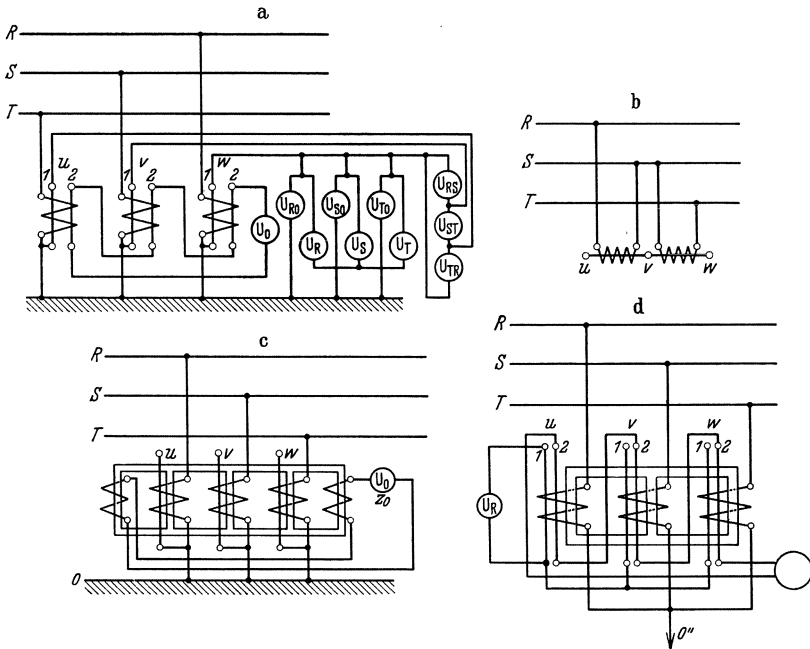 a
R
S
T
1 u 2 1 v 2 1 w 2
U0
UR0 US0 UT0
UR US UT
URS
UST
UTR
b
R
S
T
u v w
c
R
S
T
u v w
U0
Z0
0
d
R
S
T
u v w
1 2 1 2 1 2
UR
0"